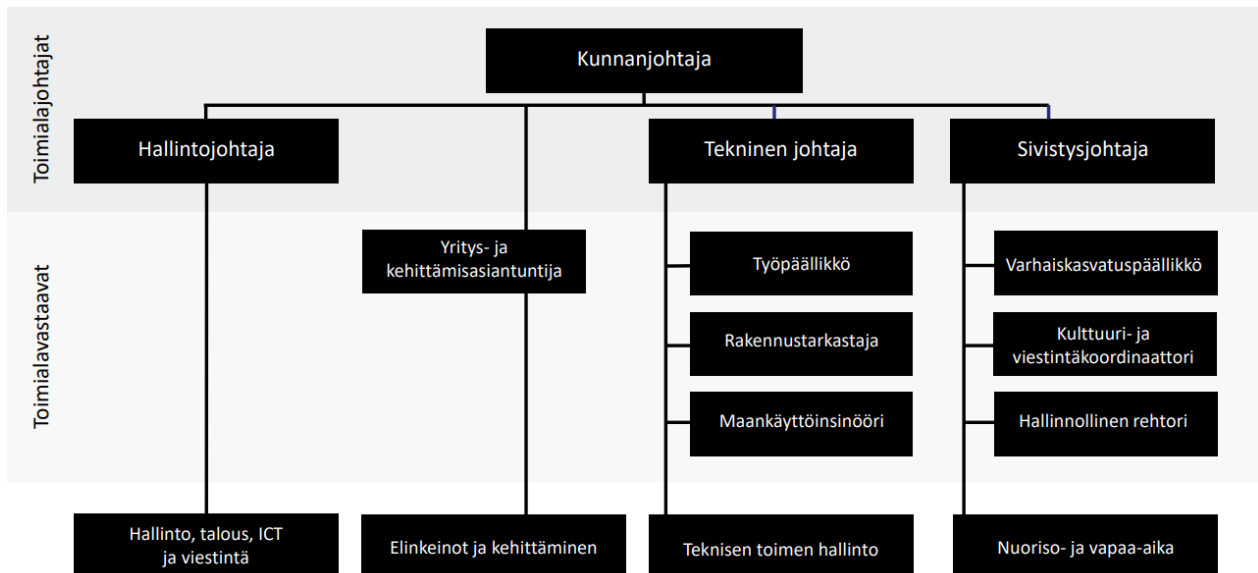 Toimialajohtajat
Kunnanjohtaja
Hallintojohtaja
Tekninen johtaja
Sivistysjohtaja
Toimialavastaavat
Yritys- ja
kehittämisasiantuntija
Työpäällikkö
Varhaiskasvatuspäällikkö
Rakennustarkastaja
Kulttuuri- ja
viestintäkoordinaattori
Maankäyttöinsinööri
Hallinnollinen rehtori
Hallinto, talous, ICT
ja viestintä
Elinkeinot ja kehittäminen
Teknisen toimen hallinto
Nuoriso- ja vapaa-aika